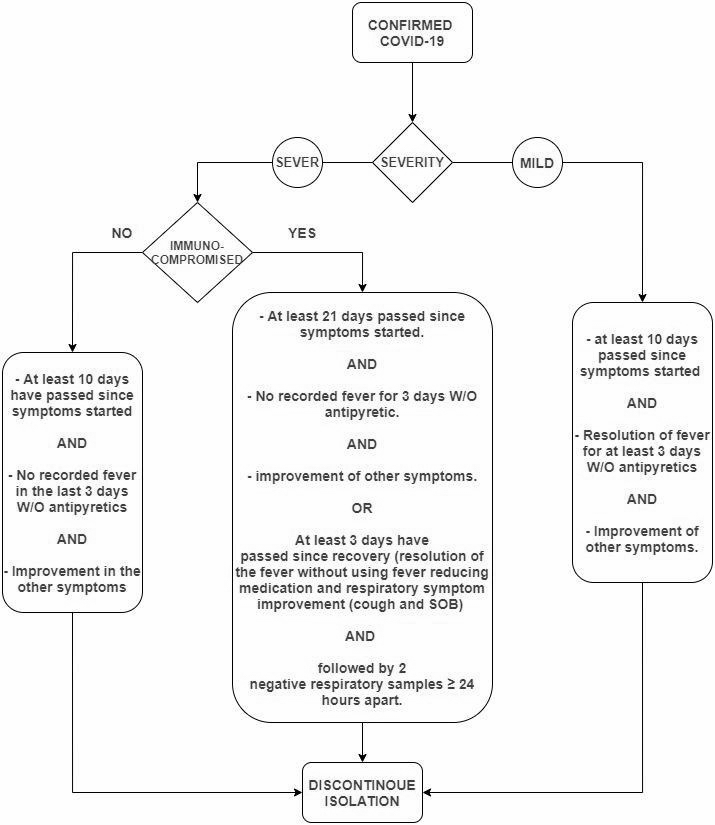 CONFIRMED
COVID-19
SEVER
SEVERITY
MILD
NO
IMMUNO-
COMPROMISED
YES
- At least 10 days
have passed since
symptoms started
AND
- No recorded fever
in the last 3 days
W/O antipyretics
AND
- Improvement in the
other symptoms
- At least 21 days passed since
symptoms started.
AND
- No recorded fever for 3 days W/O
antipyretic.
AND
- improvement of other symptoms.
OR
At least 3 days have
passed since recovery (resolution of
the fever without using fever reducing
medication and respiratory symptom
improvement (cough and SOB)
AND
followed by 2
negative respiratory samples ≥ 24
hours apart.
- at least 10 days
passed since
symptoms started
AND
- Resolution of fever
for at least 3 days
W/O antipyretics
AND
- Improvement of
other symptoms.
DISCONTINOUE
ISOLATION